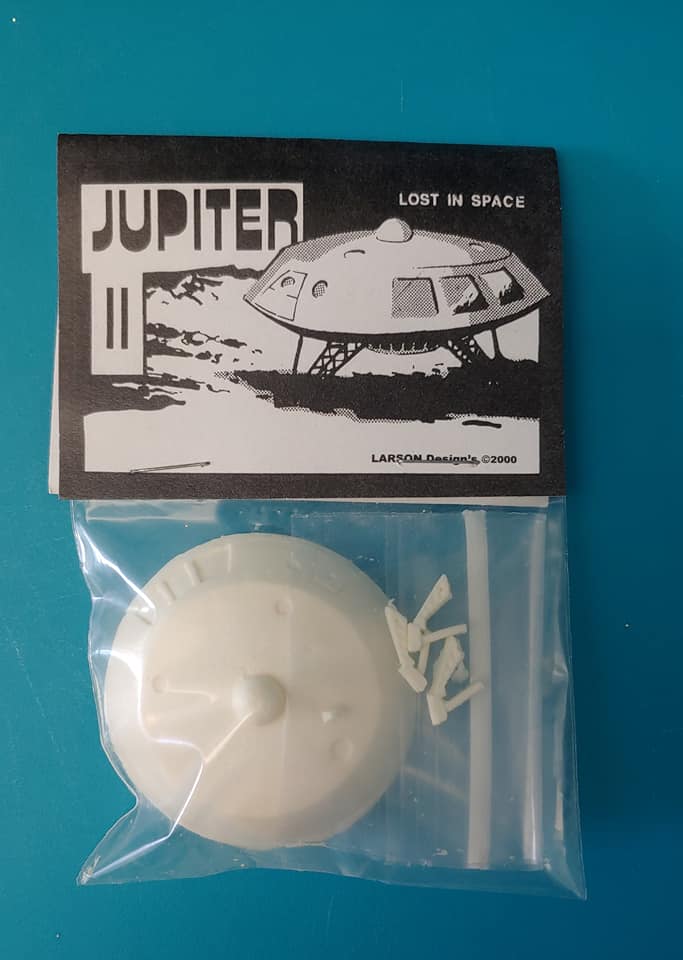 JUPITER
II
LOST IN SPACE
LARSON Design's ©2000